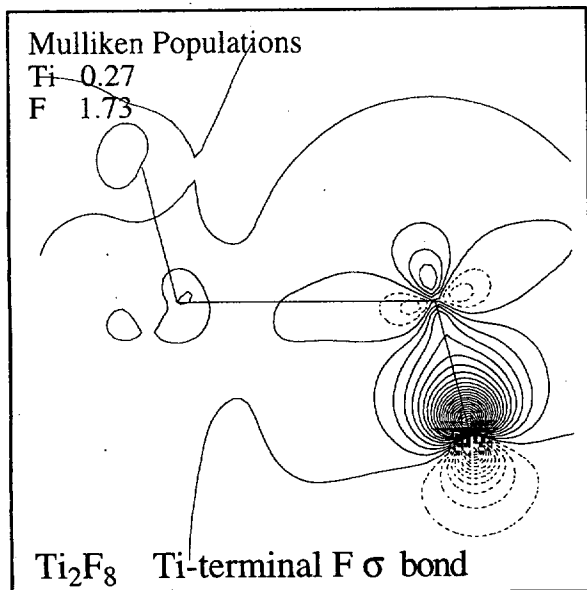 Mulliken Populations
Ti 0.27
F 1.73
Ti₂F₈ Ti-terminal F σ bond